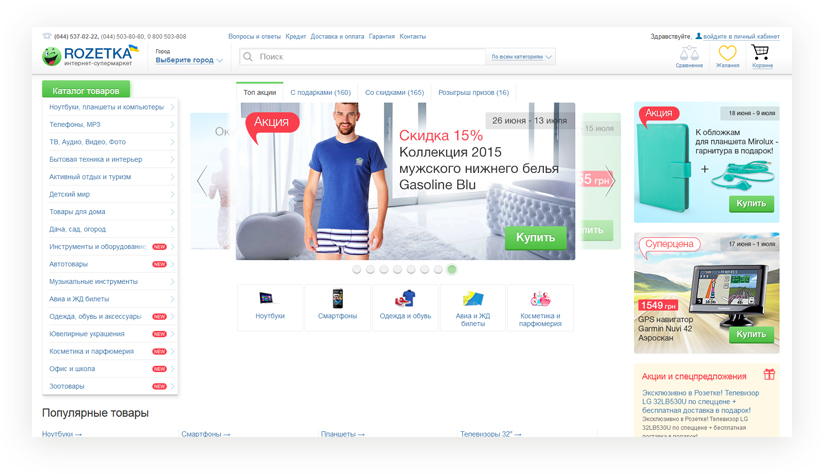 (044) 537-02-22, (044) 503-80-80, 0 800 503-808
Вопросы и ответы Кредит Доставка и оплата Гарантия Контакты
Здравствуйте, войдите в личный кабинет
ROZETKA
интернет-супермаркет
Город
Выберите город
Поиск
По всем категориям
Сравнение
Желания
Корзина
Каталог товаров
Ноутбуки, планшеты и компьютеры
Телефоны, MP3
ТВ, Аудио, Видео, Фото
Бытовая техника и интерьер
Активный отдых и туризм
Детский мир
Товары для дома
Дача, сад, огород
Инструменты и оборудование NEW
Автотовары NEW
Музыкальные инструменты
Авиа и ЖД билеты
Одежда, обувь и аксессуары NEW
Ювелирные украшения NEW
Косметика и парфюмерия NEW
Офис и школа
Зоотовары NEW
Топ акции С подарками (160) Со скидками (165) Розыгрыш призов (16)
Ок
Акция
26 июня - 13 июля
Скидка 15%
Коллекция 2015
мужского нижнего белья
Gasoline Blu
Купить
15 июля
5 грн
Купить
Ноутбуки
Смартфоны
Одежда и обувь
Авиа и ЖД
билеты
Косметика и
парфюмерия
Акция
18 июня - 9 июля
К обложкам
для планшета Mirolux -
гарнитура в подарок!
+
Купить
Суперцена
17 июня - 1 июля
1549 грн
GPS навигатор
Garmin Nuvi 42
Аэроскан
Купить
Акции и спецпредложения
Эксклюзивно в Розетке! Телевизор
LG 32LB530U по спеццене +
бесплатная доставка в подарок!
Эксклюзивно в Розетке! Телевизор LG
32LB530U по спеццене + бесплатная
доставка в подарок!
Популярные товары
Ноутбуки → Смартфоны → Планшеты → Телевизоры 32" →